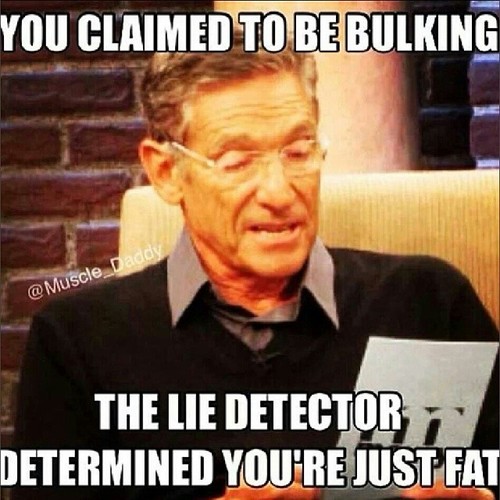 YOU CLAIMED TO BE BULKING
@Muscle_Daddy
THE LIE DETECTOR
DETERMINED YOU'RE JUST FAT